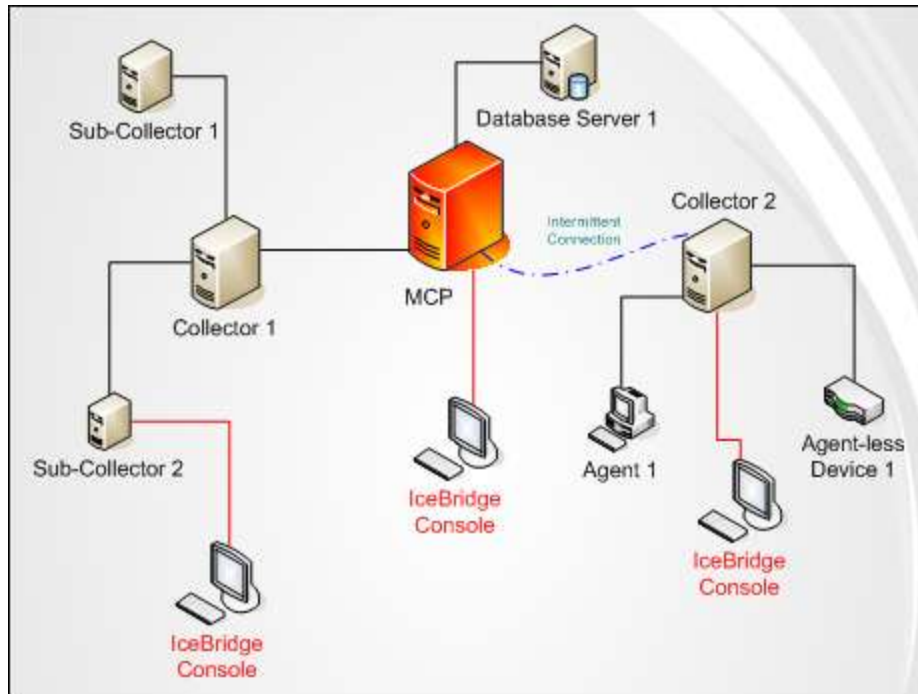 Sub-Collector 1
Database Server 1
Collector 2
Intermittent
Connection
MCP
Collector 1
Sub-Collector 2
IceBridge
Console
Agent 1
Agent-less
Device 1
IceBridge
Console
IceBridge
Console